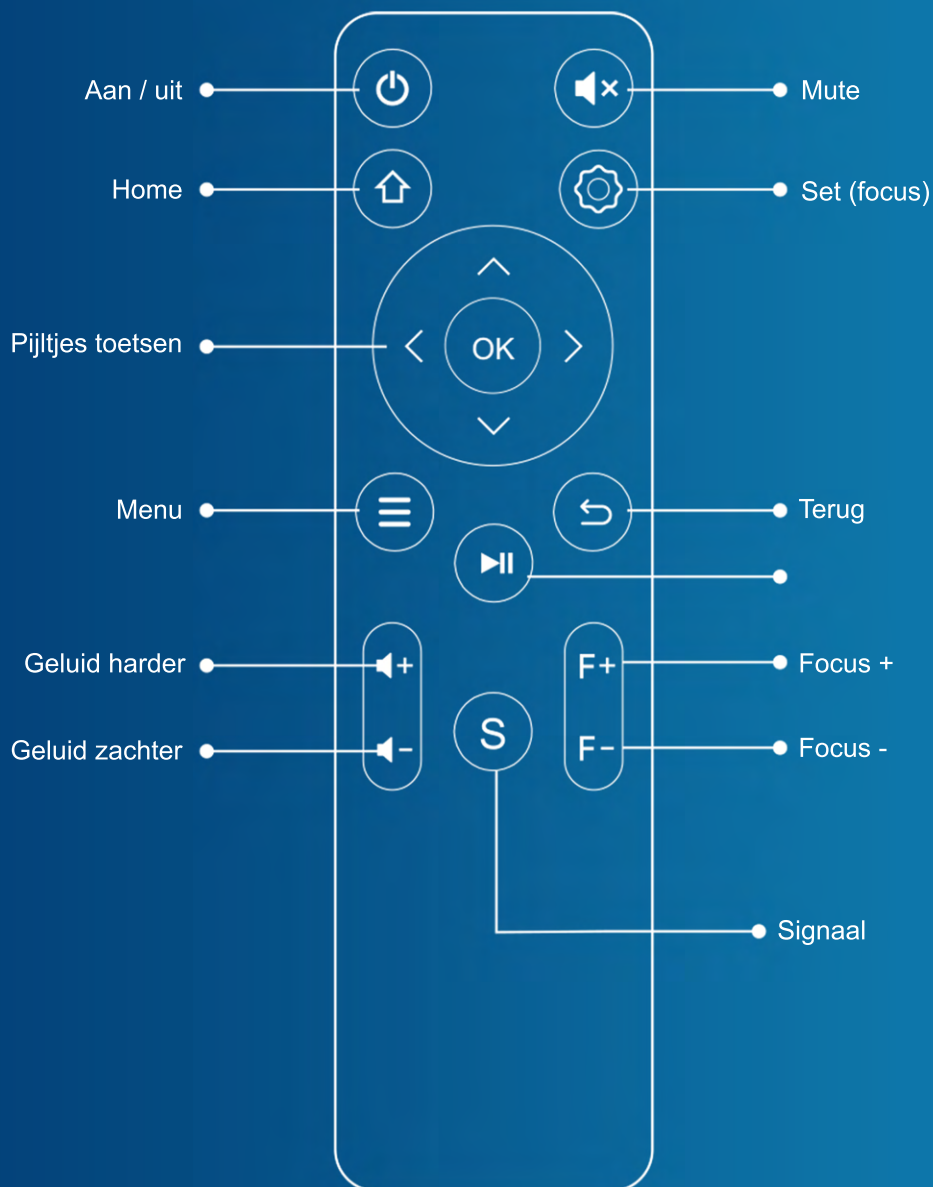 Aan / uit
Mute
Home
Set (focus)
Pijltjes toetsen
OK
Menu
Terug
Geluid harder
+
F+
Focus +
Geluid zachter
-
S
F-
Focus -
Signaal